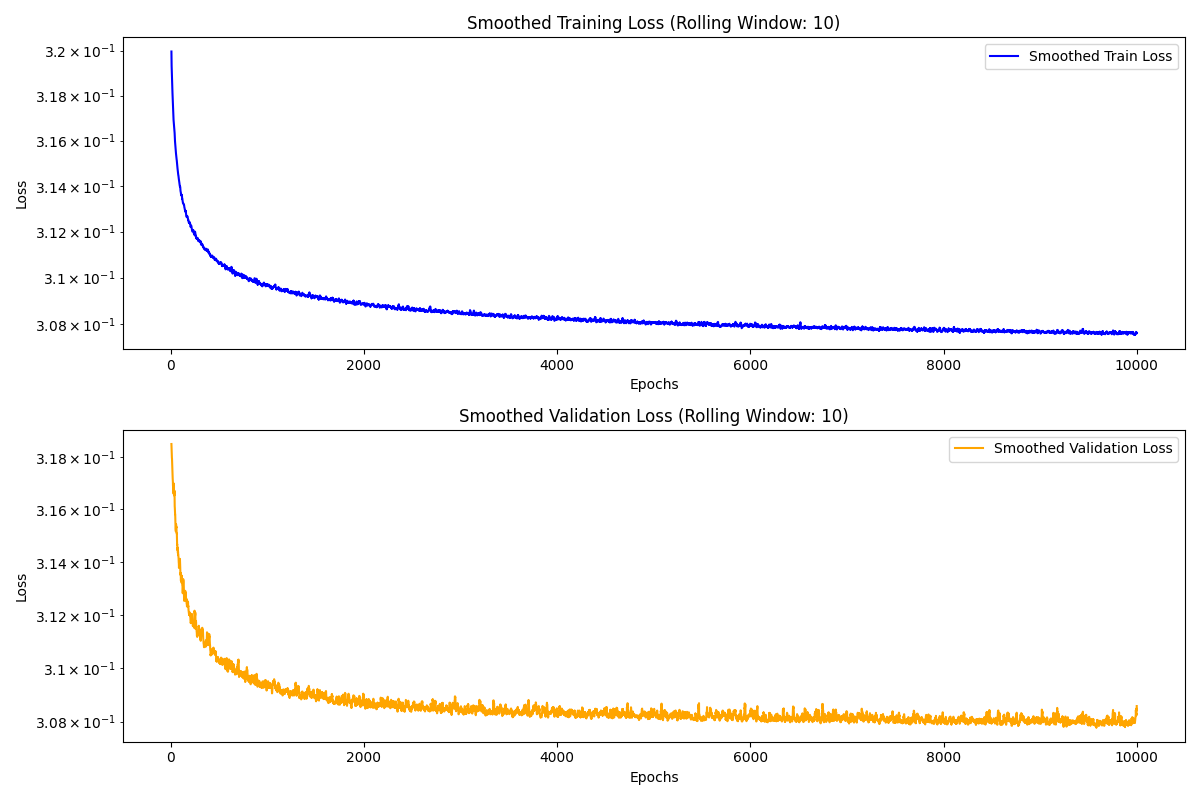 Smoothed Training Loss (Rolling Window: 10)
3.2 × 10⁻¹
3.18 × 10⁻¹
3.16 × 10⁻¹
3.14 × 10⁻¹
3.12 × 10⁻¹
3.1 × 10⁻¹
3.08 × 10⁻¹
Loss
Smoothed Train Loss
0 2000 4000 6000 8000 10000
Epochs
Smoothed Validation Loss (Rolling Window: 10)
3.18 × 10⁻¹
3.16 × 10⁻¹
3.14 × 10⁻¹
3.12 × 10⁻¹
3.1 × 10⁻¹
3.08 × 10⁻¹
Loss
Smoothed Validation Loss
0 2000 4000 6000 8000 10000
Epochs